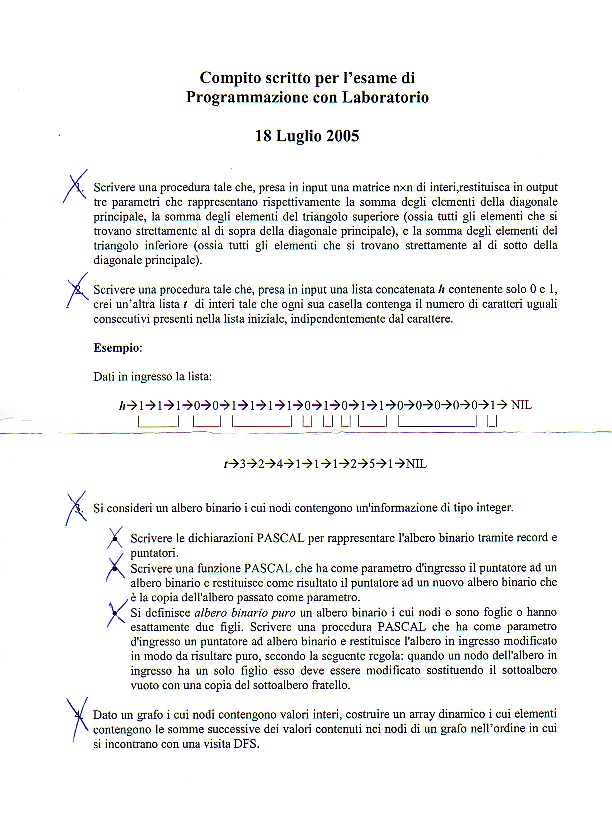 Compito scritto per l'esame di
Programmazione con Laboratorio
18 Luglio 2005
1. Scrivere una procedura tale che, presa in input una matrice n×n di interi,restituisca in output
tre parametri che rappresentano rispettivamente la somma degli elementi della diagonale
principale, la somma degli elementi del triangolo superiore (ossia tutti gli elementi che si
trovano strettamente al di sopra della diagonale principale), e la somma degli elementi del
triangolo inferiore (ossia tutti gli elementi che si trovano strettamente al di sotto della
diagonale principale).
2. Scrivere una procedura tale che, presa in input una lista concatenata h contenente solo 0 e 1,
crei un'altra lista t di interi tale che ogni sua casella contenga il numero di caratteri uguali
consecutivi presenti nella lista iniziale, indipendentemente dal carattere.
Esempio:
Dati in ingresso la lista:
h→1→1→1→0→0→1→1→1→1→0→1→0→1→1→0→0→0→0→0→1→ NIL
t→3→2→4→1→1→1→2→5→1→NIL
3. Si consideri un albero binario i cui nodi contengono un'informazione di tipo integer.
• Scrivere le dichiarazioni PASCAL per rappresentare l'albero binario tramite record e
puntatori.
• Scrivere una funzione PASCAL che ha come parametro d'ingresso il puntatore ad un
albero binario e restituisce come risultato il puntatore ad un nuovo albero binario che
è la copia dell'albero passato come parametro.
• Si definisce albero binario puro un albero binario i cui nodi o sono foglie o hanno
esattamente due figli. Scrivere una procedura PASCAL che ha come parametro
d'ingresso un puntatore ad albero binario e restituisce l'albero in ingresso modificato
in modo da risultare puro, secondo la seguente regola: quando un nodo dell'albero in
ingresso ha un solo figlio esso deve essere modificato sostituendo il sottoalbero
vuoto con una copia del sottoalbero fratello.
4. Dato un grafo i cui nodi contengono valori interi, costruire un array dinamico i cui elementi
contengono le somme successive dei valori contenuti nei nodi di un grafo nell'ordine in cui
si incontrano con una visita DFS.